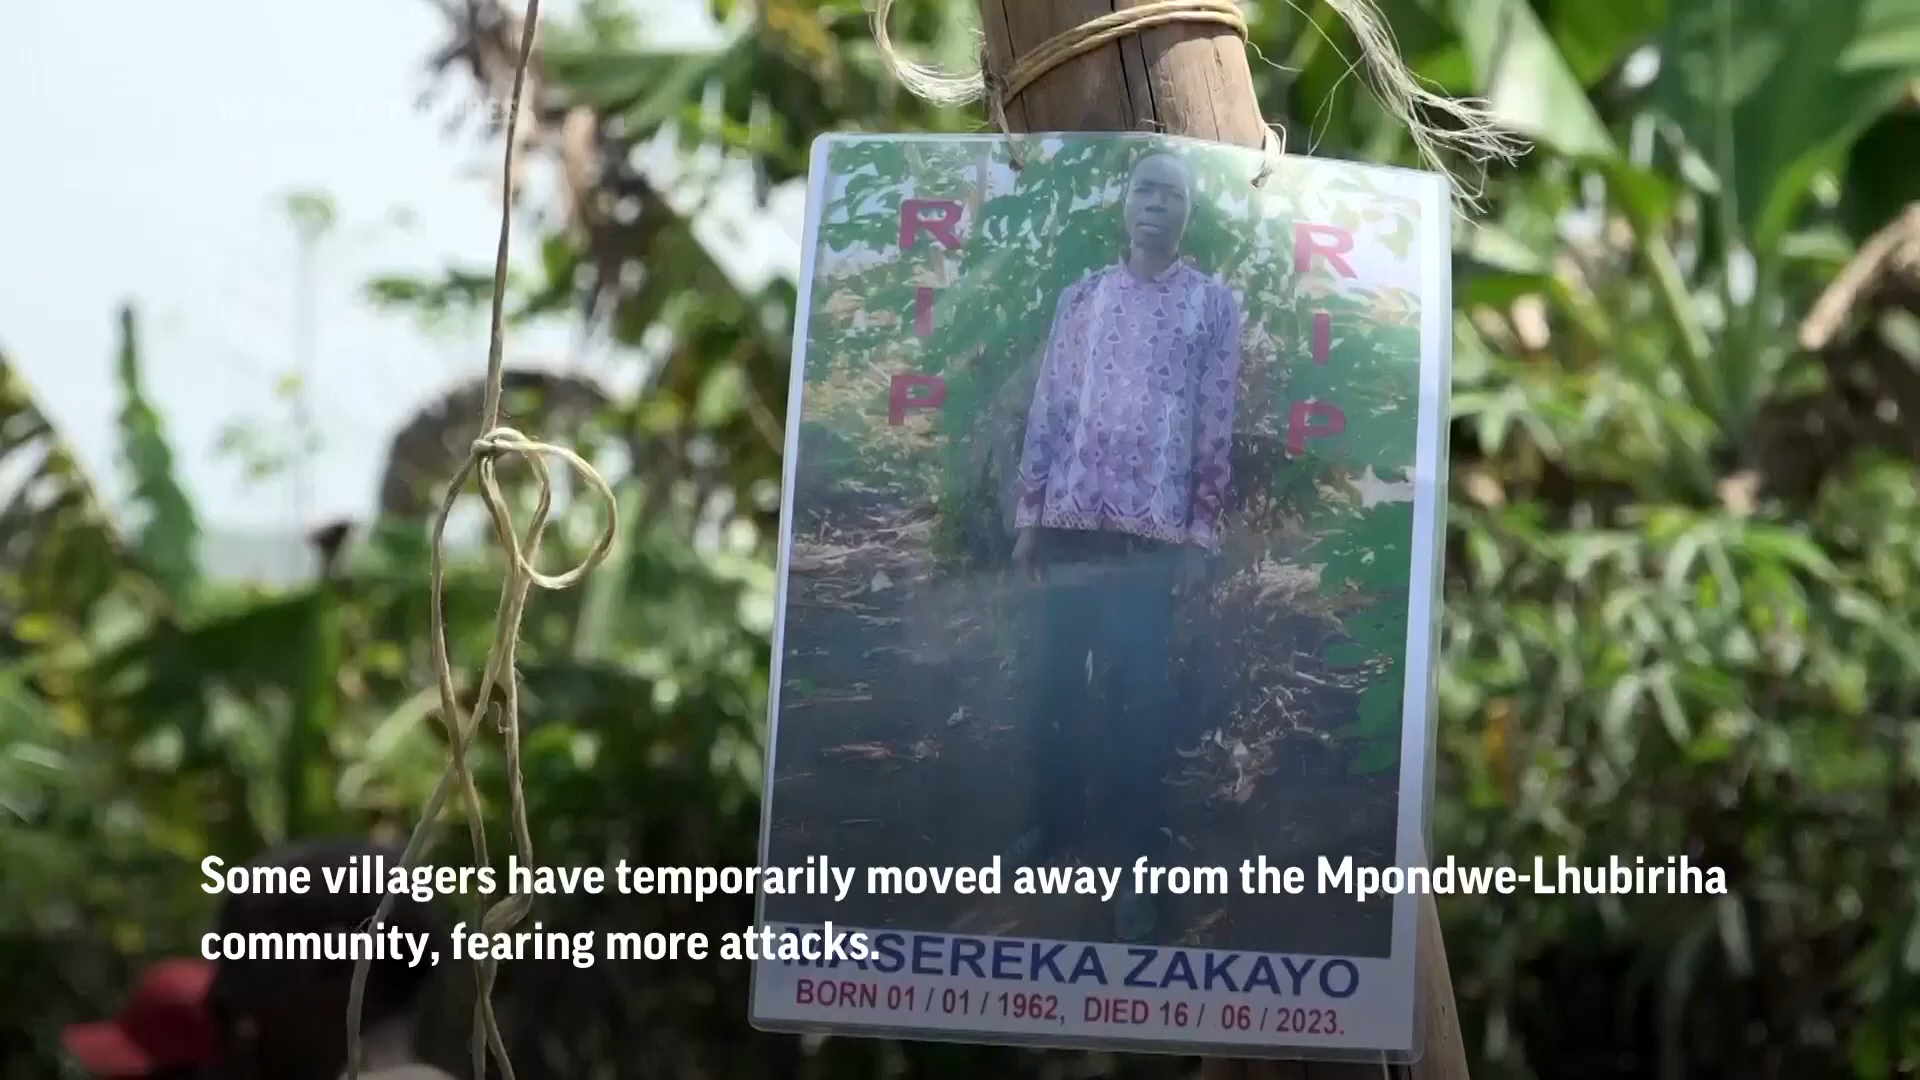 RIP
RIP
Some villagers have temporarily moved away from the Mpondwe-Lhubiriha
community, fearing more attacks.
MASEREKA ZAKAYO
BORN 01 / 01 / 1962, DIED 16 / 06 / 2023.